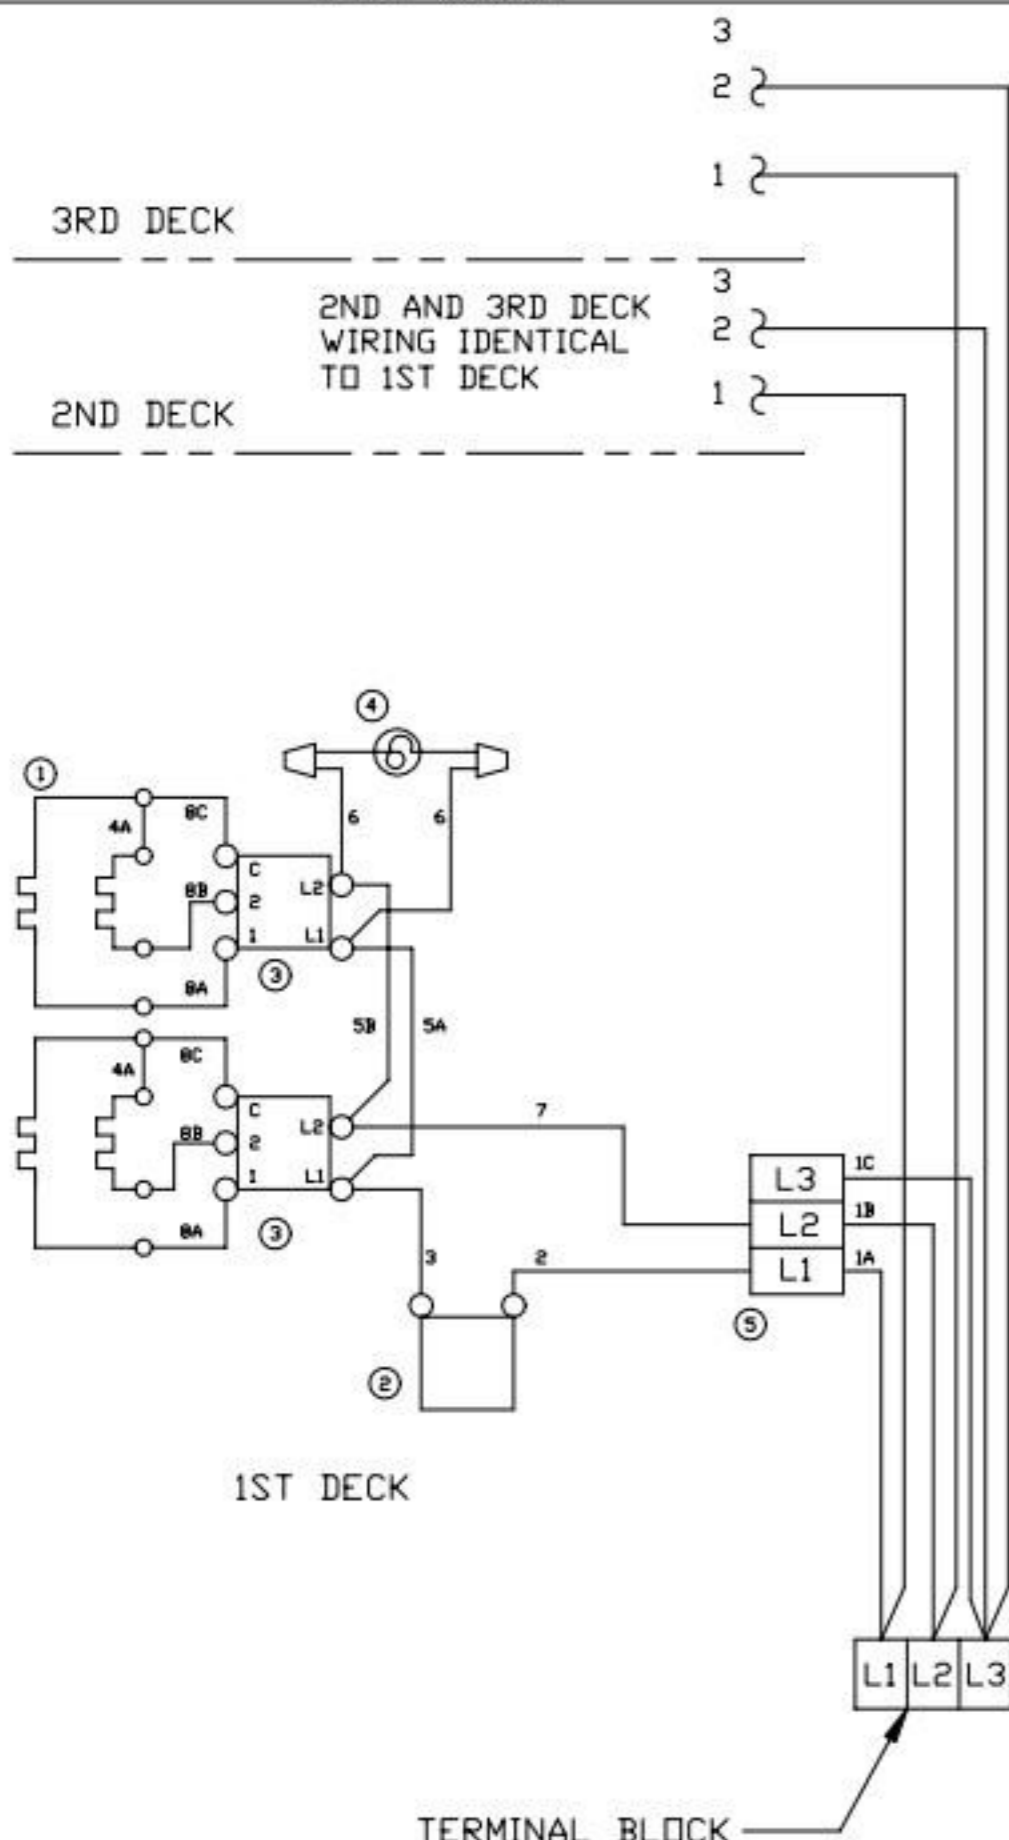 3
2
1
3RD DECK
3
2ND AND 3RD DECK
WIRING IDENTICAL
TO 1ST DECK
2
1
2ND DECK
4
1
6
6
8C
4A
C
L2
8B
2
1
L1
3
8A
5B
5A
8C
4A
C
L2
7
8B
2
1
L1
8A
3
L3
1C
L2
1B
L1
1A
3
2
5
2
1ST DECK
L1
L2
L3
TERMINAL BLOCK